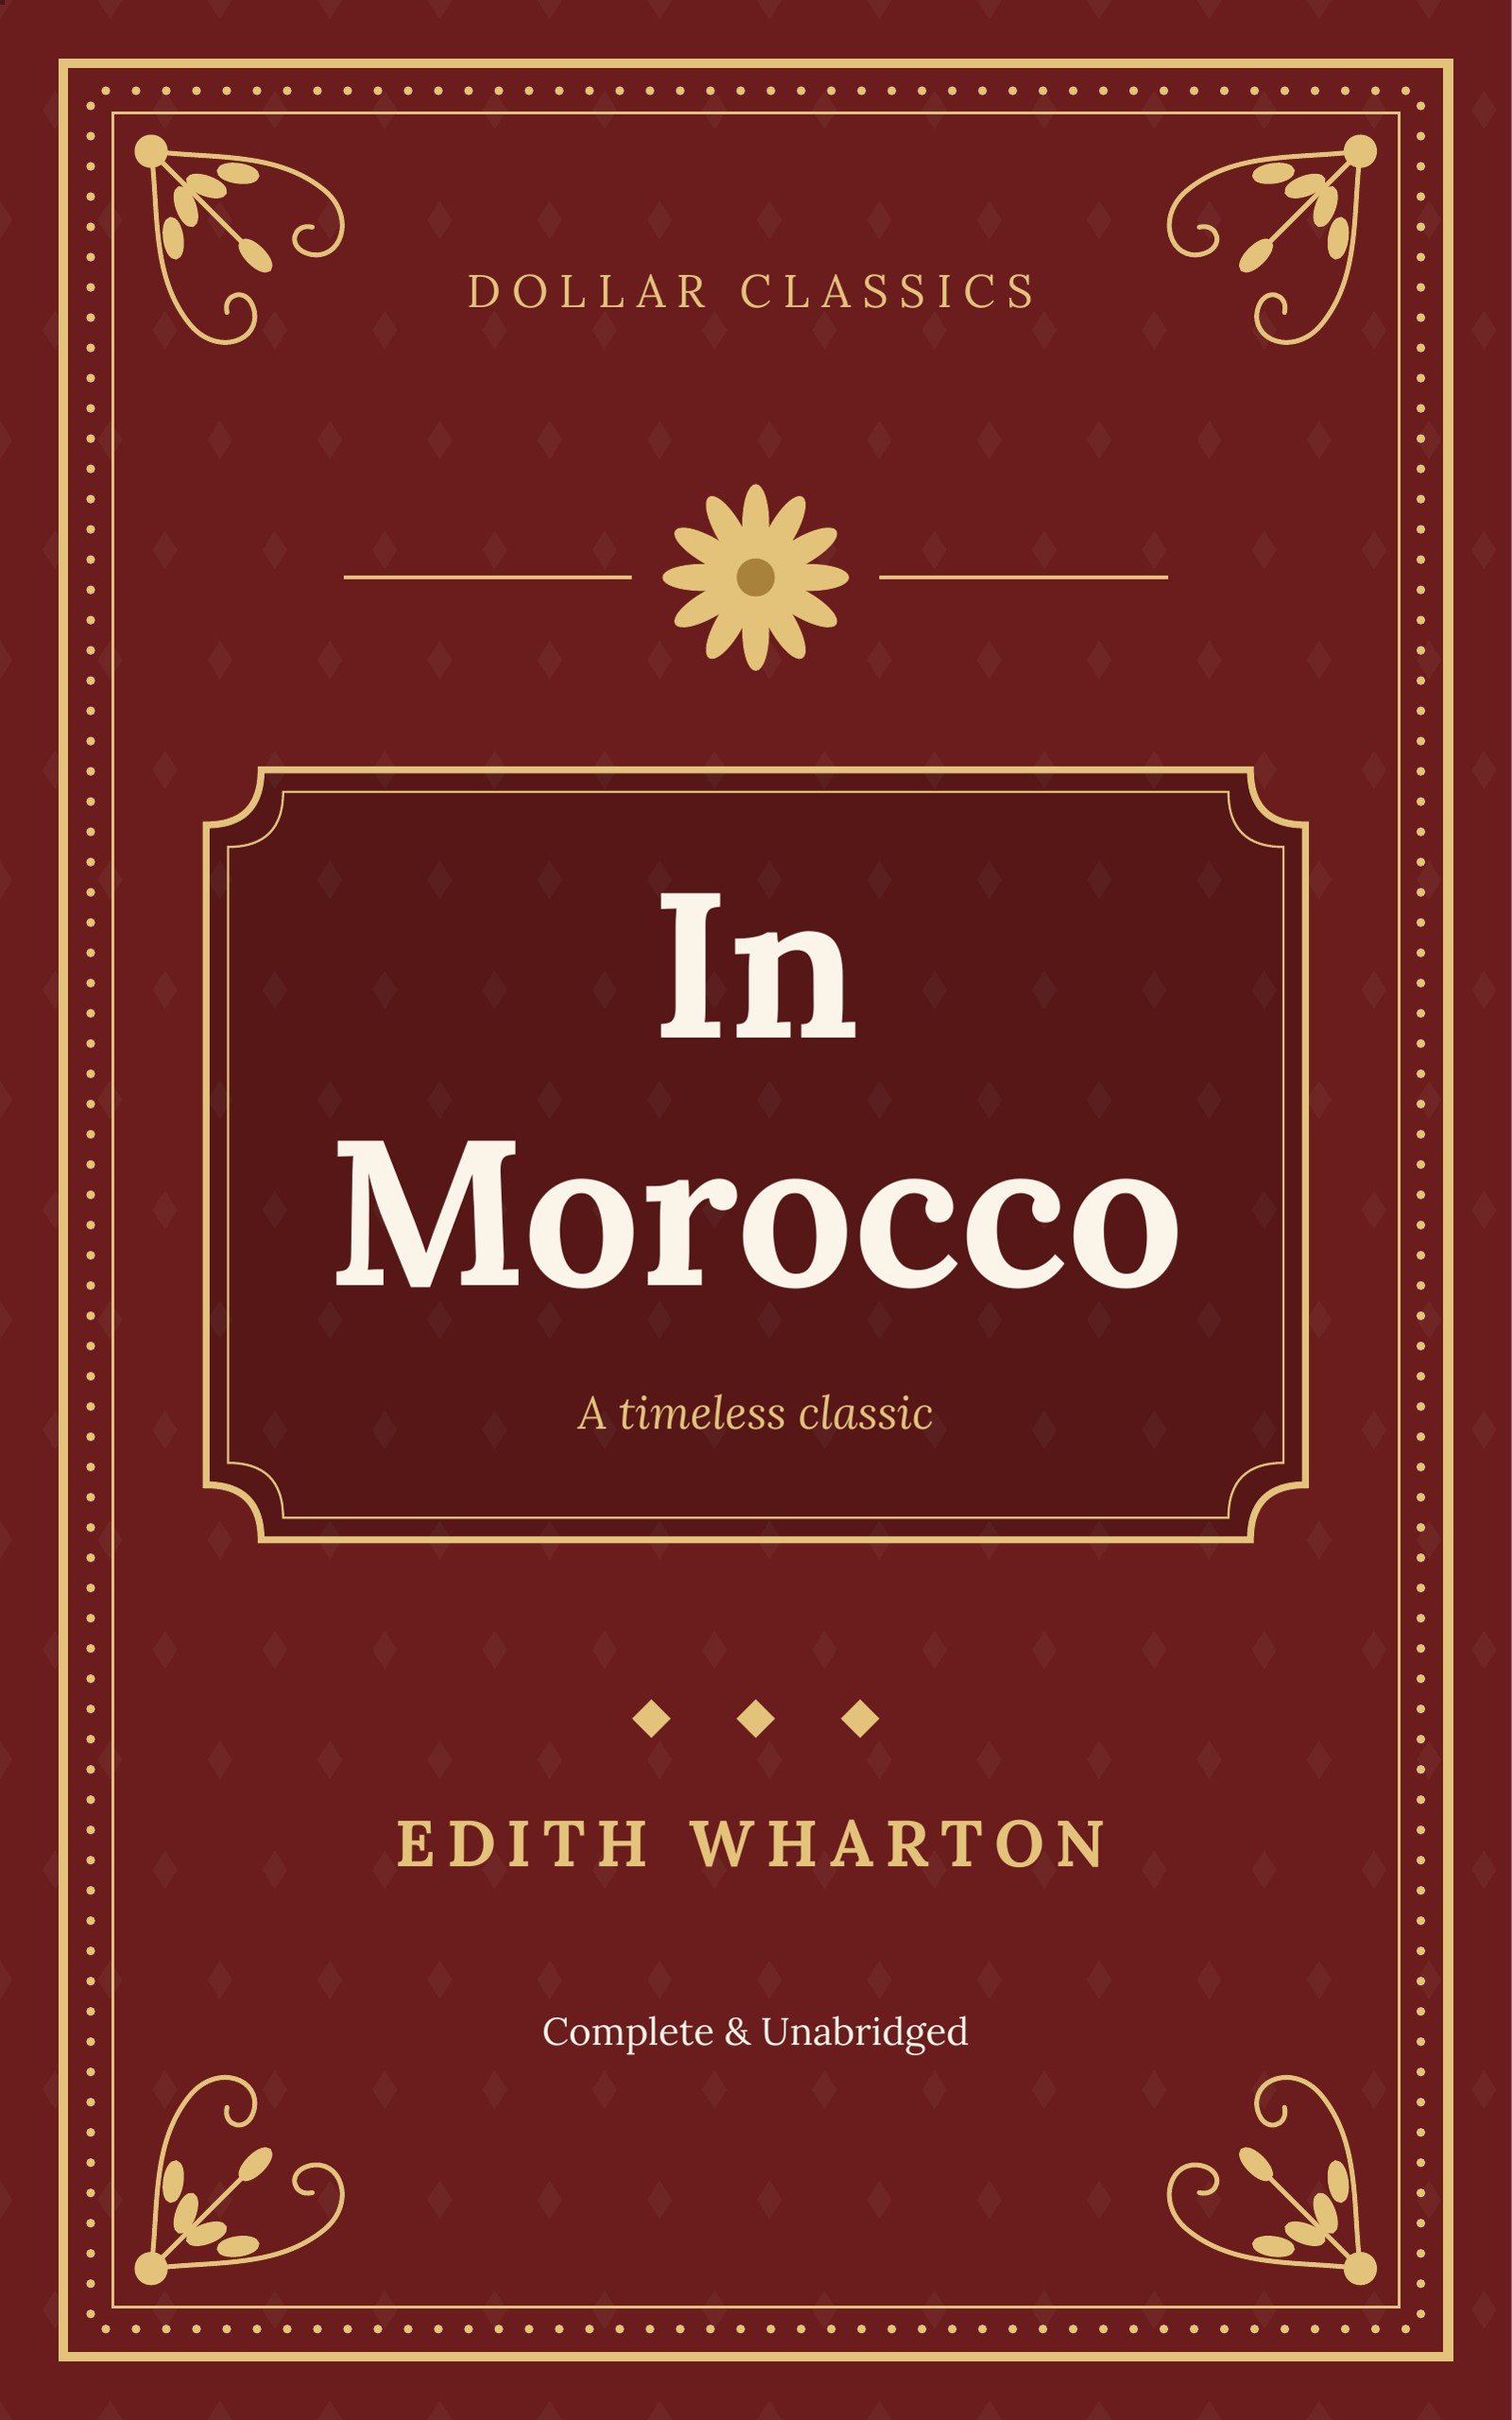 DOLLAR CLASSICS
In
Morocco
A timeless classic
EDITH WHARTON
Complete & Unabridged